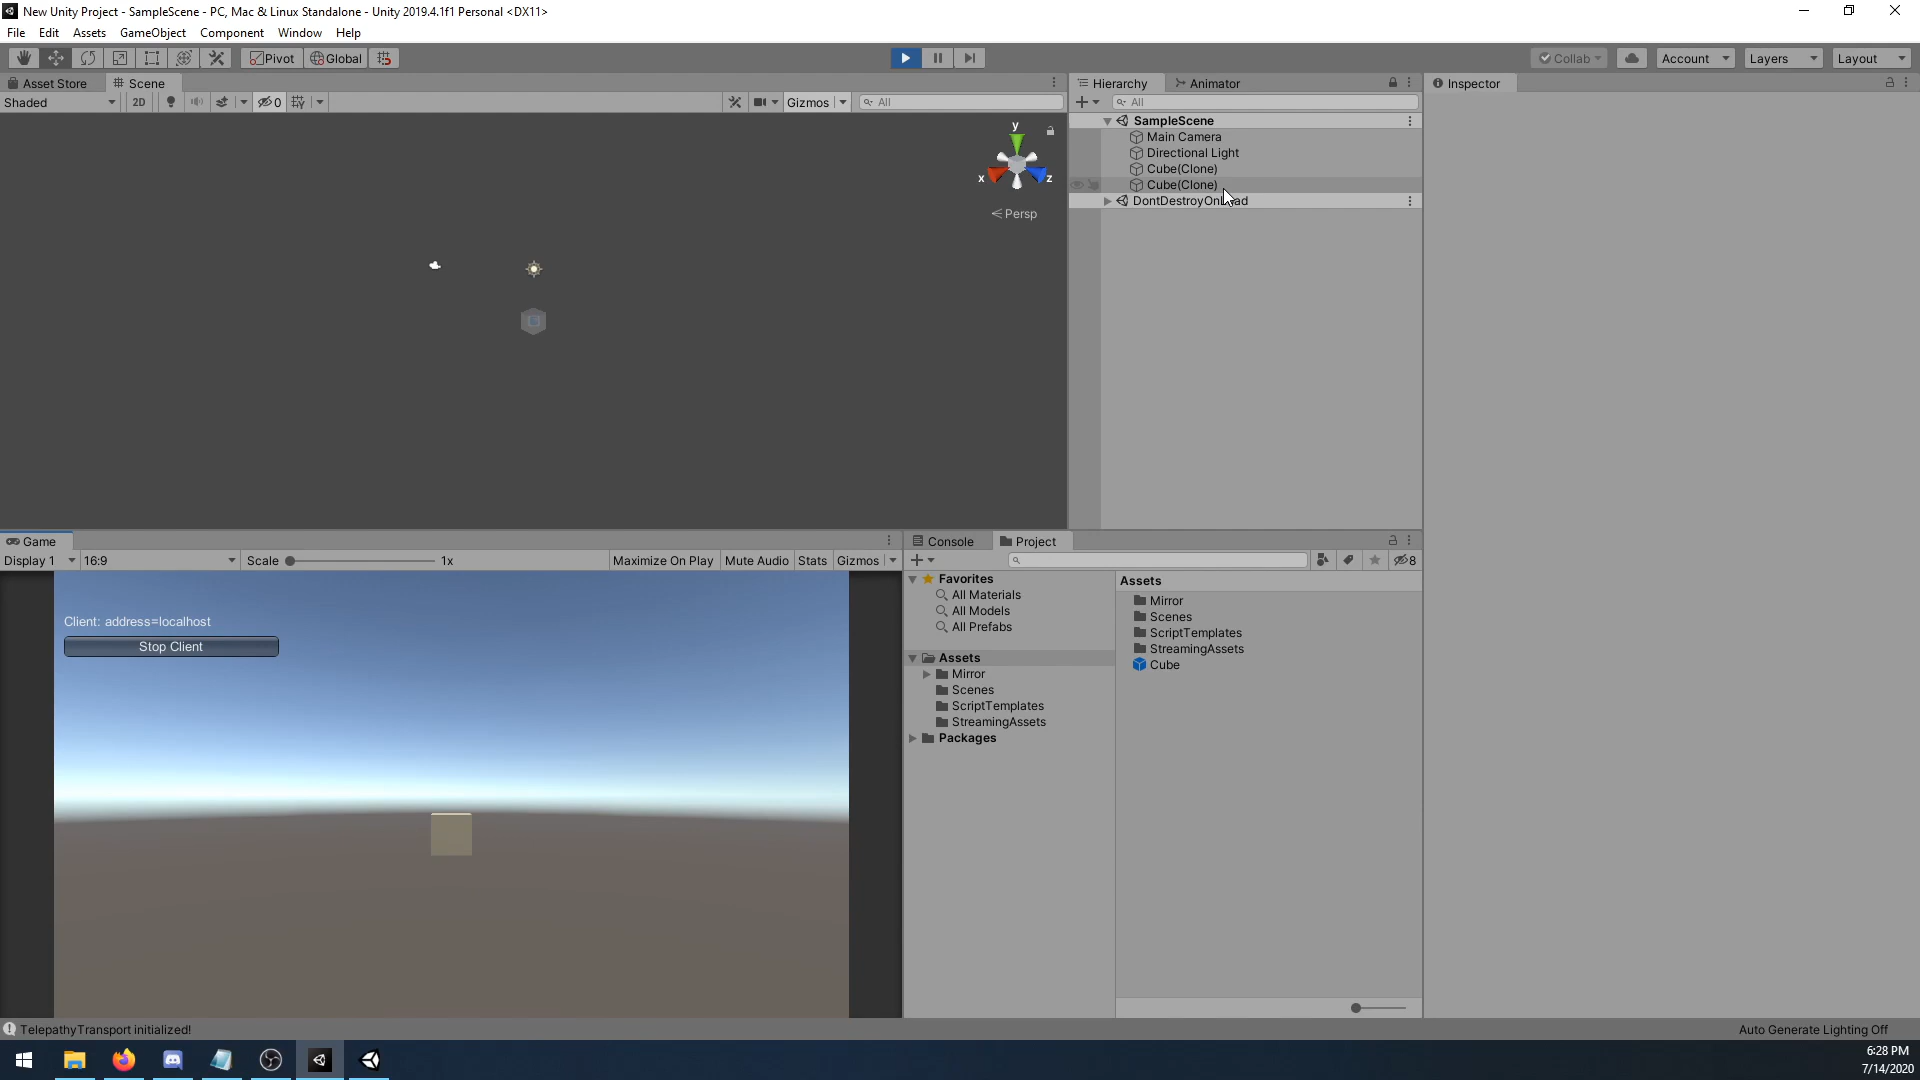 New Unity Project - SampleScene - PC, Mac & Linux Standalone - Unity 2019.4.1f1 Personal <DX11>
File Edit Assets GameObject Component Window Help
Pivot Global Collab Account Layers Layout
Asset Store Scene
Shaded 2D 0 Gizmos All
y
x z
Persp
Hierarchy Animator
All
SampleScene
Main Camera
Directional Light
Cube(Clone)
Cube(Clone)
Inspector
Game
Display 1 16:9 Scale 1x Maximize On Play Mute Audio Stats Gizmos
Client: address=localhost
Stop Client
Console Project
8
Favorites
All Materials
All Models
All Prefabs
Assets
Mirror
Scenes
ScriptTemplates
StreamingAssets
Packages
Assets
Mirror
Scenes
ScriptTemplates
StreamingAssets
Cube
TelepathyTransport initialized!
Auto Generate Lighting Off
6:28 PM
7/14/2020